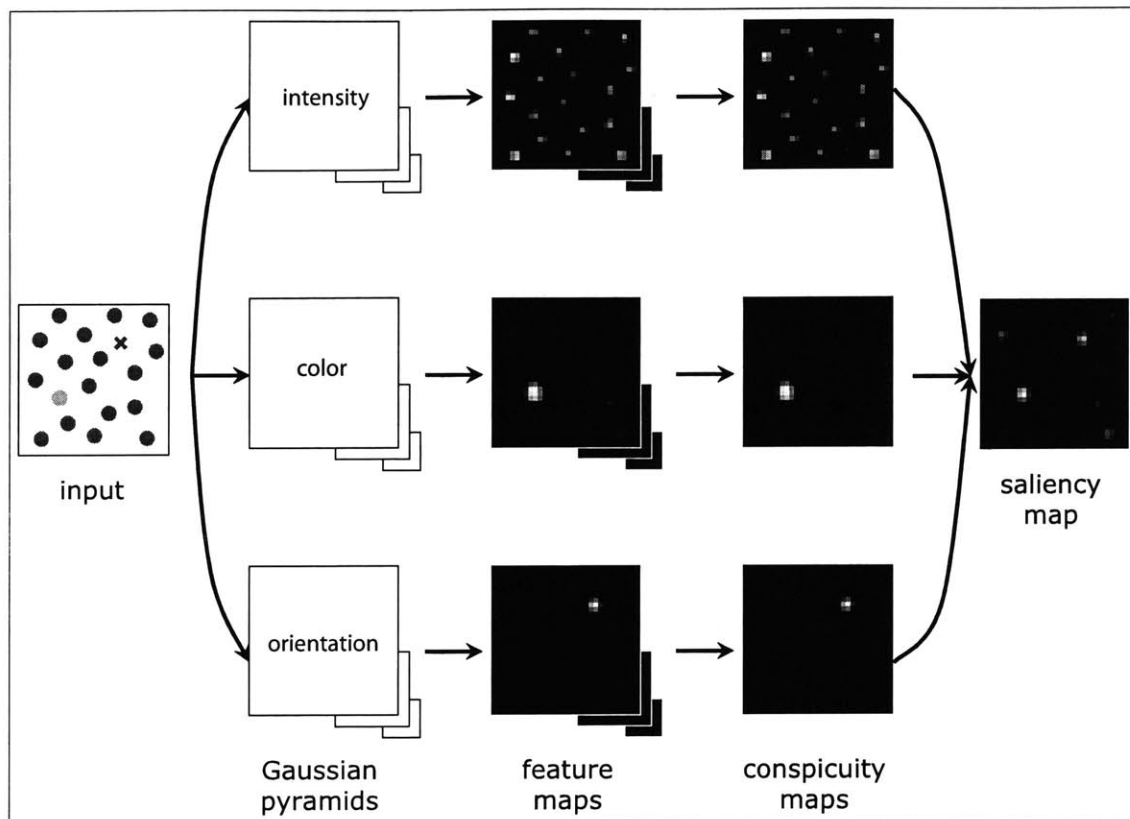 intensity
color
input
saliency
map
orientation
Gaussian
pyramids
feature
maps
conspicuity
maps